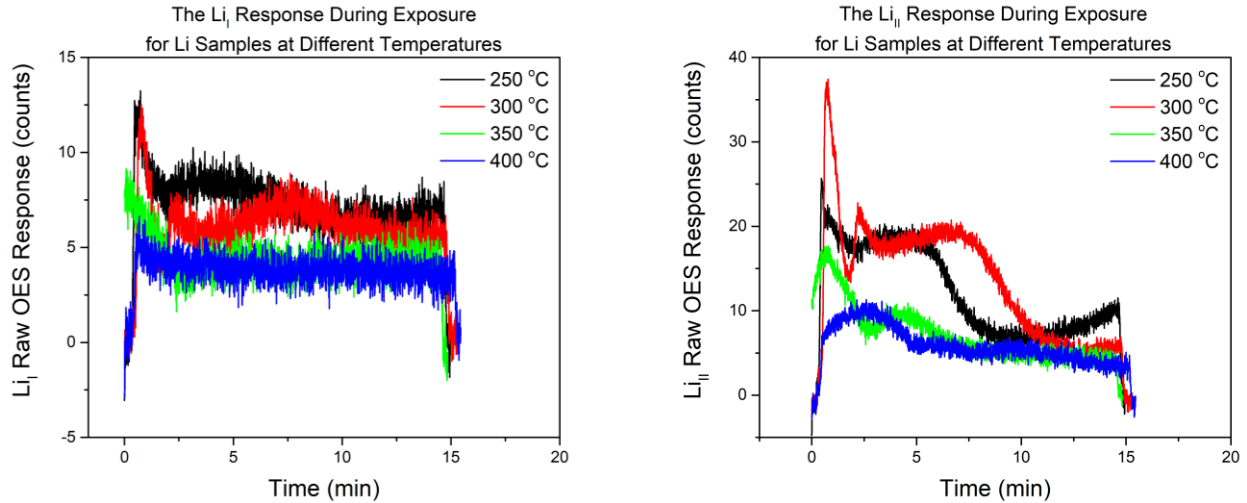 The Li_I Response During Exposure
for Li Samples at Different Temperatures
15
10
5
0
-5
0
5
10
15
20
Li_I Raw OES Response (counts)
Time (min)
250 °C
300 °C
350 °C
400 °C
The Li_II Response During Exposure
for Li Samples at Different Temperatures
40
30
20
10
0
0
5
10
15
20
Li_II Raw OES Response (counts)
Time (min)
250 °C
300 °C
350 °C
400 °C